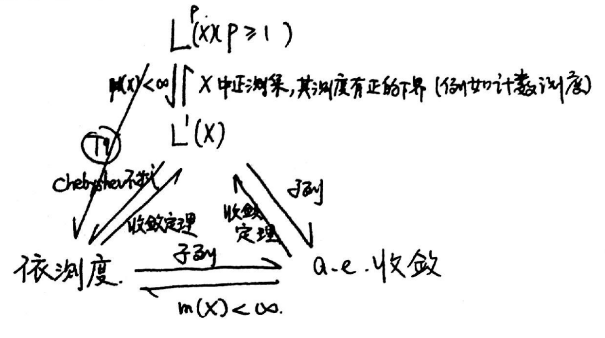 L^p(X)(p≥1)
μ(X)<∞ X中正测集,其测度有正的下界(例如计数测度)
L^1(X)
Chebyshev不等式
收敛定理
收敛定理
子列
依测度.
子列
a.e.收敛
m(X)<∞.